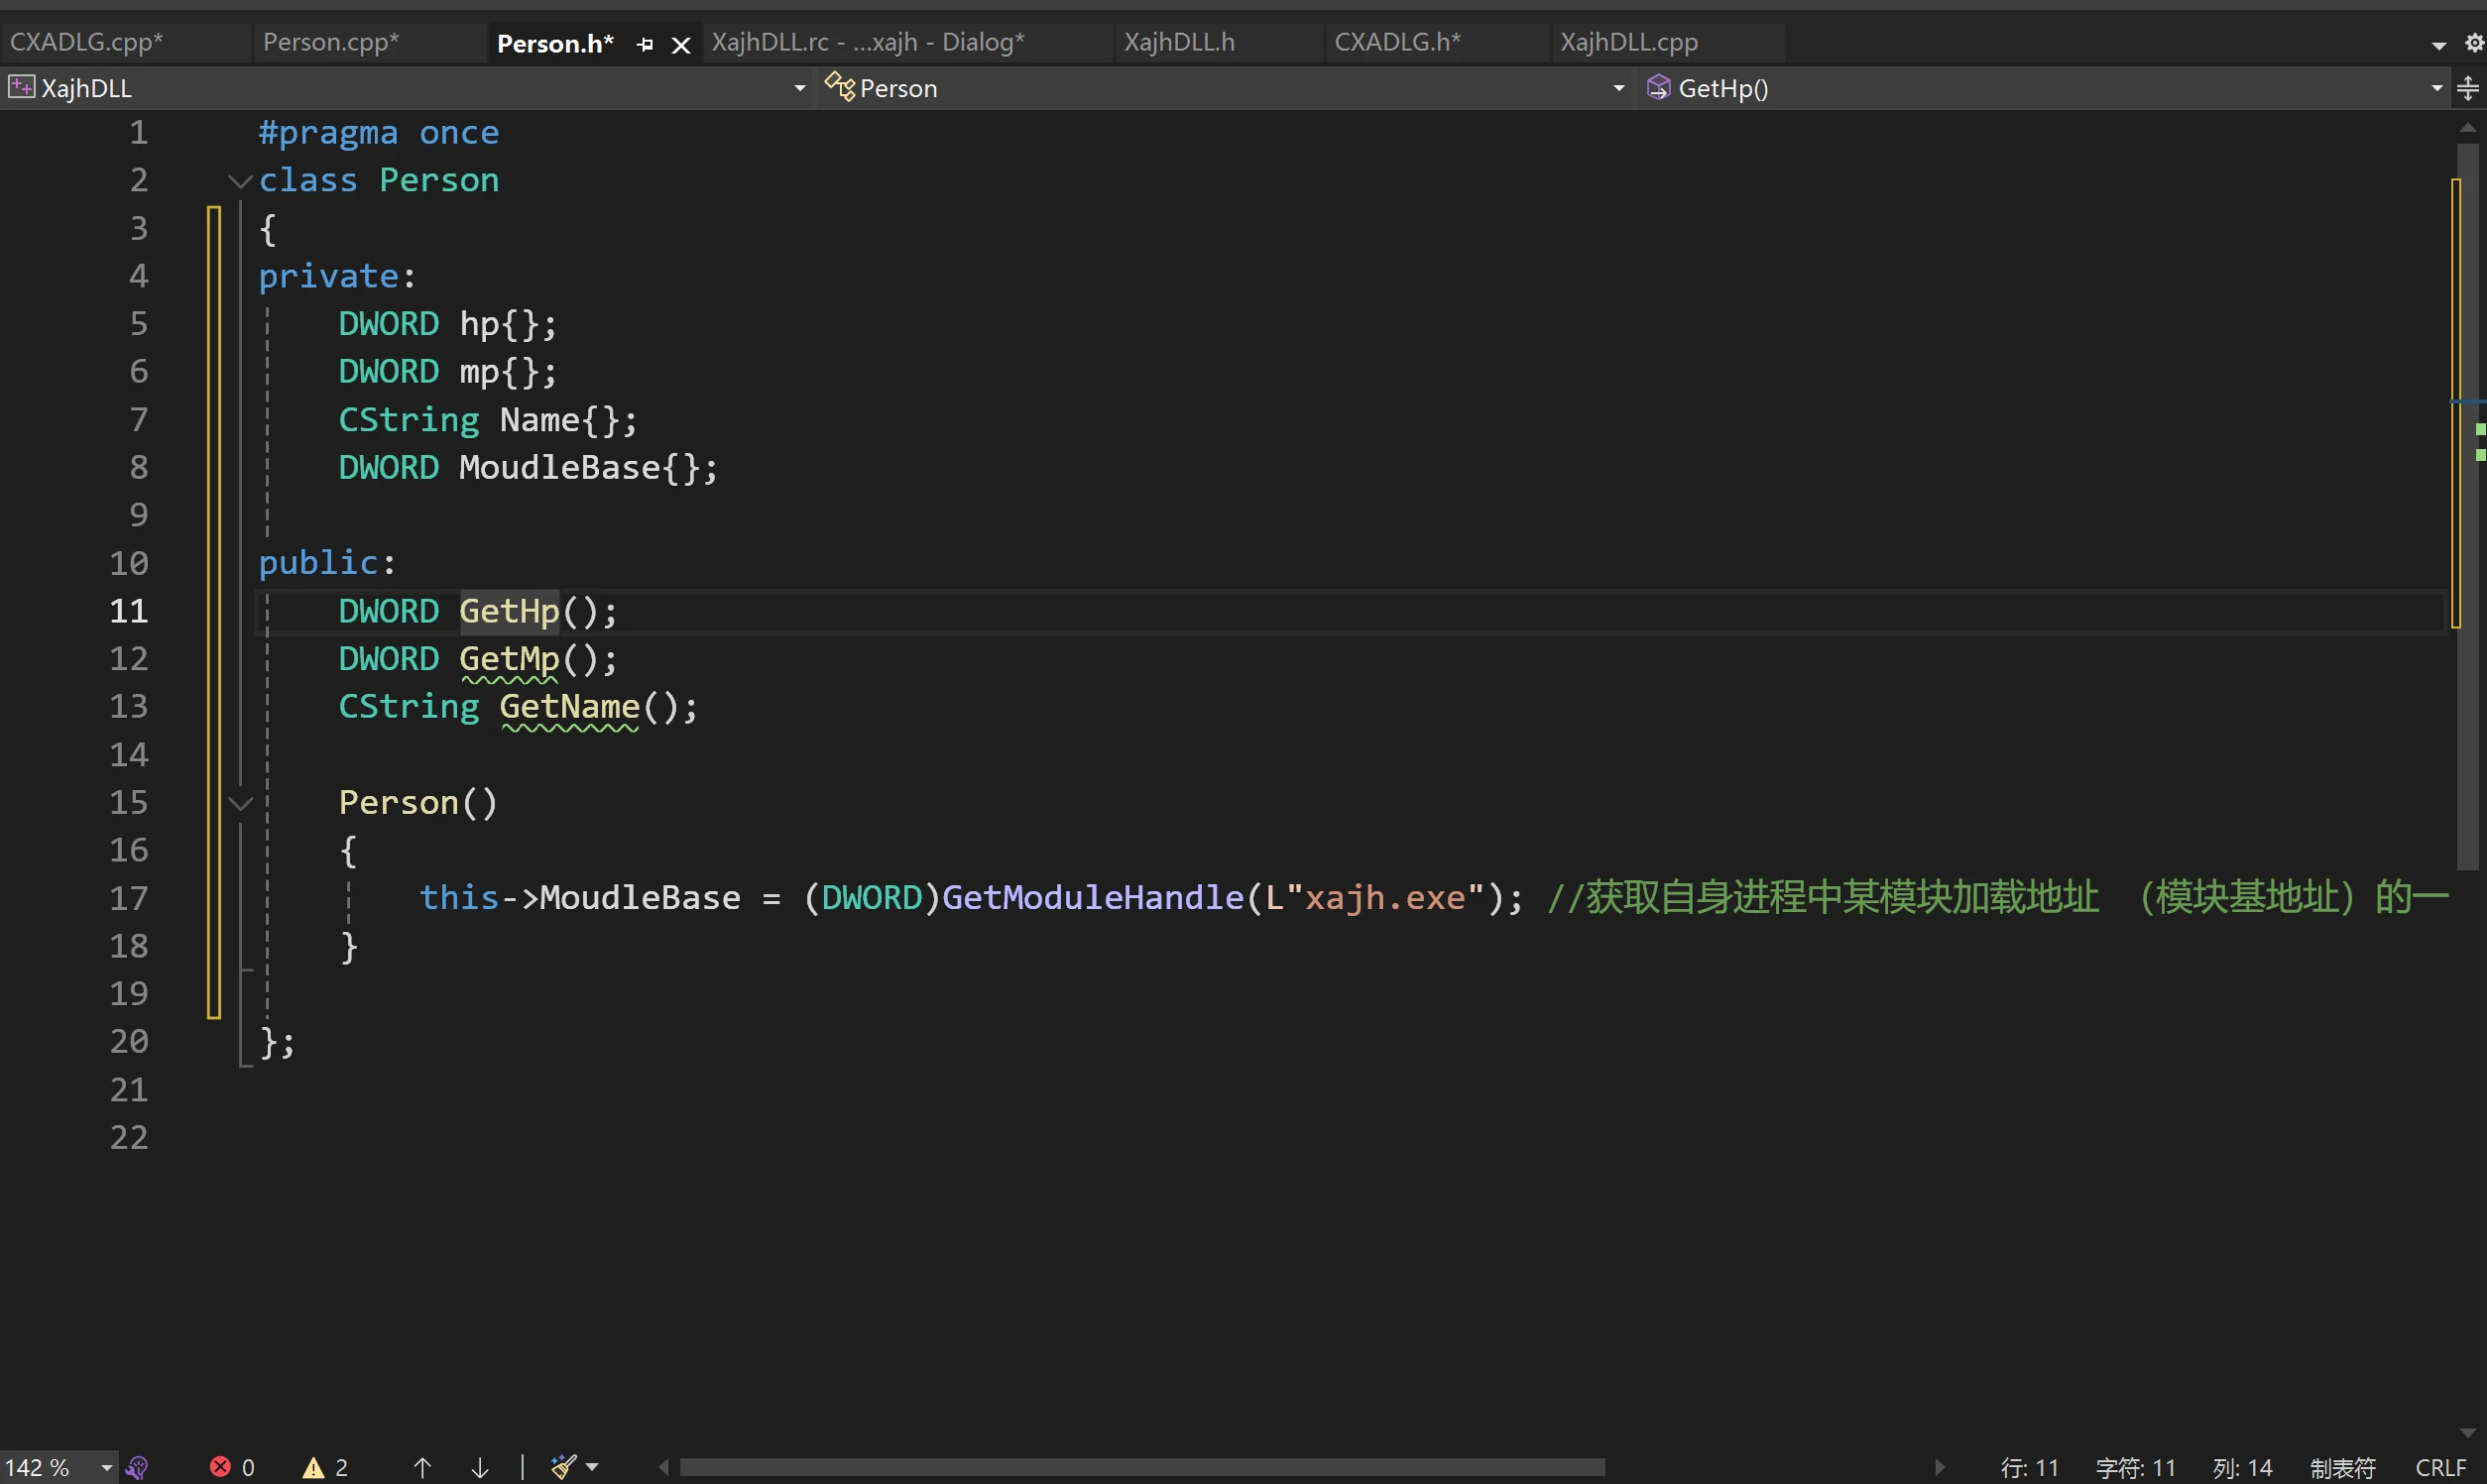 CXADLG.cpp* Person.cpp* Person.h* XajhDLL.rc - ...xajh - Dialog* XajhDLL.h CXADLG.h* XajhDLL.cpp
XajhDLL Person GetHp()
1 #pragma once
2 class Person
3 {
4 private:
5 DWORD hp{};
6 DWORD mp{};
7 CString Name{};
8 DWORD MoudleBase{};
9
10 public:
11 DWORD GetHp();
12 DWORD GetMp();
13 CString GetName();
14
15 Person()
16 {
17 this->MoudleBase = (DWORD)GetModuleHandle(L"xajh.exe"); //获取自身进程中某模块加载地址 （模块基地址）的一
18 }
19
20 };
21
22
142 % 0 2 行: 11 字符: 11 列: 14 制表符 CRLF